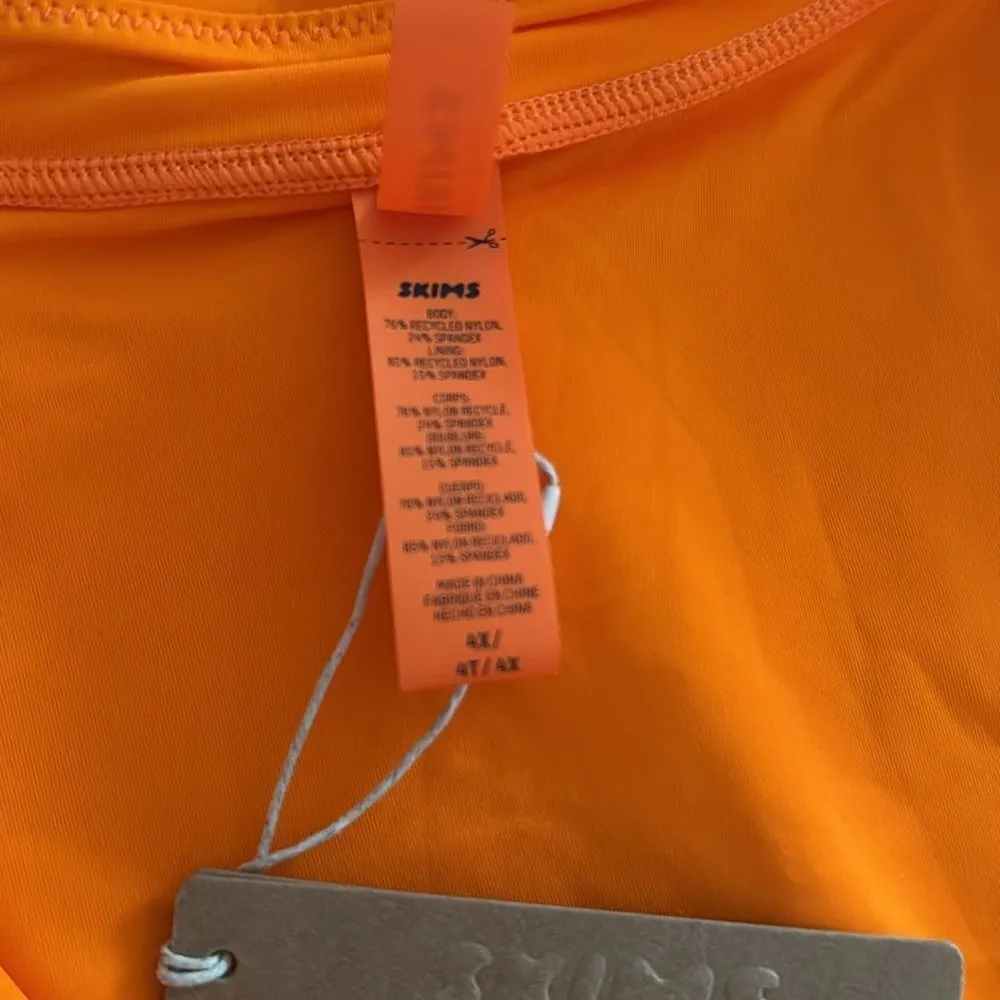 SKIMS
BODY:
76% RECYCLED NYLON,
24% SPANDEX
LINING:
85% RECYCLED NYLON,
15% SPANDEX
CORPS:
76% NYLON RECYCLÉ,
24% SPANDEX
DOUBLURE:
85% NYLON RECYCLÉ,
15% SPANDEX
CUERPO:
76% NYLON RECICLADO,
24% SPANDEX
FORRO:
85% NYLON RECICLADO,
15% SPANDEX
MADE IN CHINA
FABRIQUÉ EN CHINE
HECHO EN CHINA
4X/
4T/4X